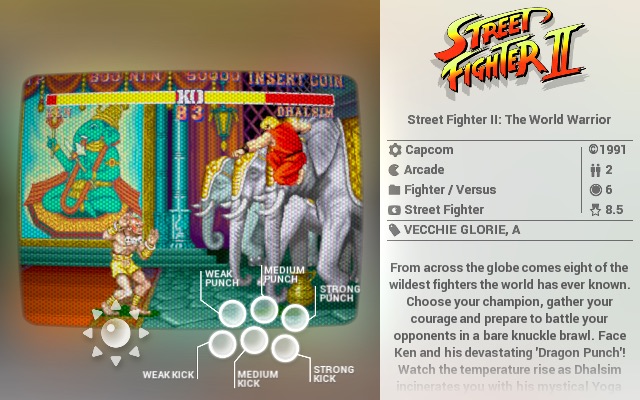 STREET
FIGHTER II
INSERT COIN
KO
KEN
DHALSIM
93
WEAK
PUNCH
MEDIUM
PUNCH
STRONG
PUNCH
WEAK KICK
MEDIUM
KICK
STRONG
KICK
Street Fighter II: The World Warrior
Capcom
©1991
Arcade
2
Fighter / Versus
6
Street Fighter
8.5
VECCHIE GLORIE, A
From across the globe comes eight of the
wildest fighters the world has ever known.
Choose your champion, gather your
courage and prepare to battle your
opponents in a bare knuckle brawl. Face
Ken and his devastating 'Dragon Punch'!
Watch the temperature rise as Dhalsim
incinerates you with his mystical Yoga